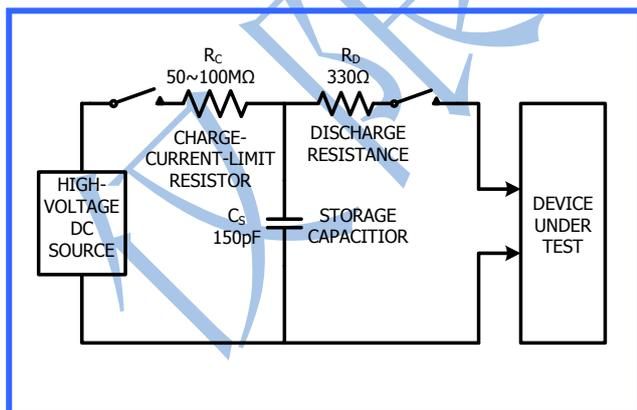 R_C
50~100MΩ
R_D
330Ω
CHARGE-
CURRENT-LIMIT
RESISTOR
DISCHARGE
RESISTANCE
HIGH-
VOLTAGE
DC
SOURCE
C_S
150pF
STORAGE
CAPACITIOR
DEVICE
UNDER
TEST